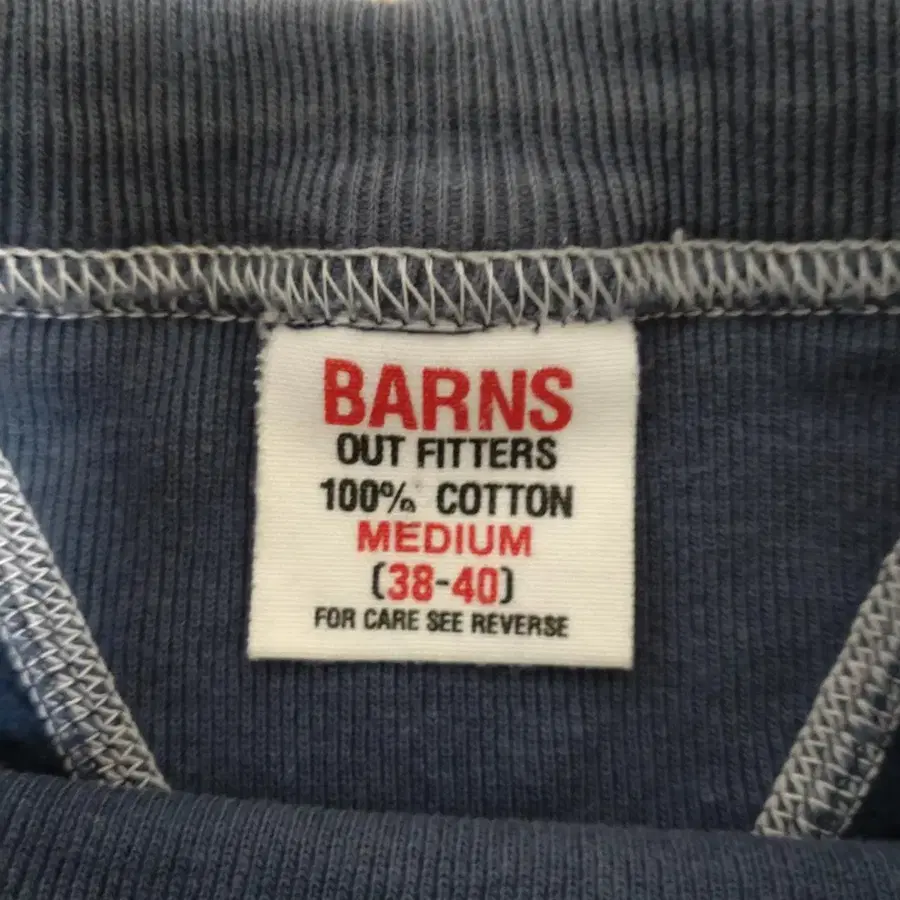 BARNS
OUT FITTERS
100% COTTON
MEDIUM
(38-40)
FOR CARE SEE REVERSE